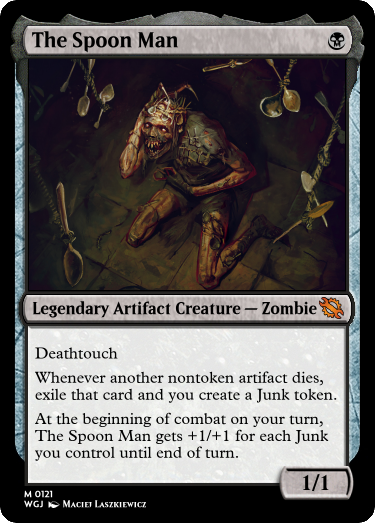 The Spoon Man
Legendary Artifact Creature — Zombie
Deathtouch
Whenever another nontoken artifact dies,
exile that card and you create a Junk token.
At the beginning of combat on your turn,
The Spoon Man gets +1/+1 for each Junk
you control until end of turn.
1/1
M 0121
WGJ Maciej Laszkiewicz